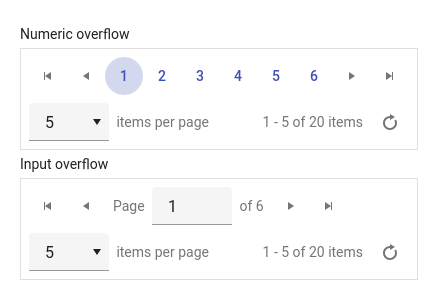 Numeric overflow
1 2 3 4 5 6
5 items per page 1 - 5 of 20 items
Input overflow
Page 1 of 6
5 items per page 1 - 5 of 20 items